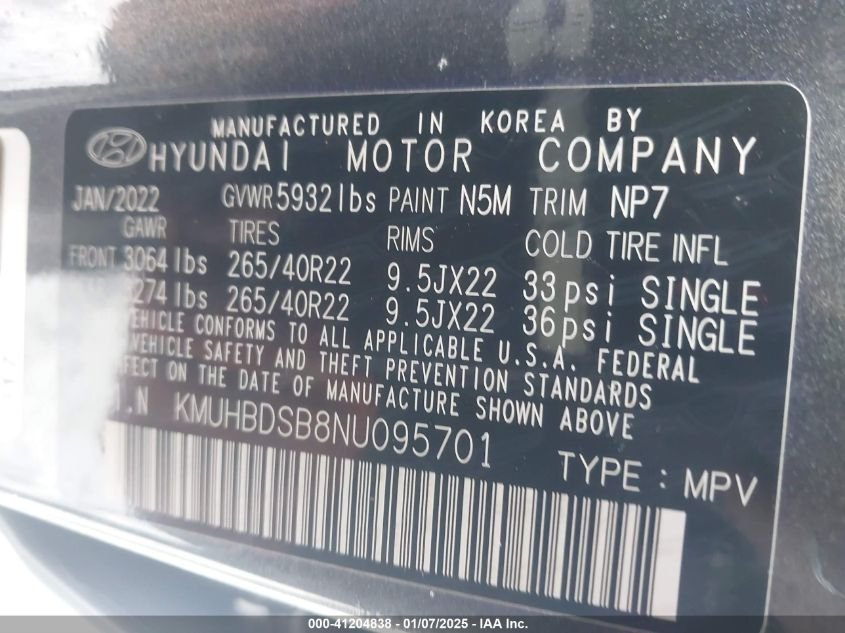 MANUFACTURED IN KOREA BY
HYUNDAI MOTOR COMPANY
JAN/2022 GVWR 5932 lbs PAINT N5M TRIM NP7
GAWR TIRES RIMS COLD TIRE INFL
FRONT 3064 lbs 265/40R22 9.5JX22 33 psi SINGLE
3274 lbs 265/40R22 9.5JX22 36 psi SINGLE
VEHICLE CONFORMS TO ALL APPLICABLE U.S.A. FEDERAL
VEHICLE SAFETY AND THEFT PREVENTION STANDARDS
EFFECT ON THE DATE OF MANUFACTURE SHOWN ABOVE
.N KMUHBDSB8NU095701
TYPE : MPV
000-41204838 - 01/07/2025 - IAA Inc.